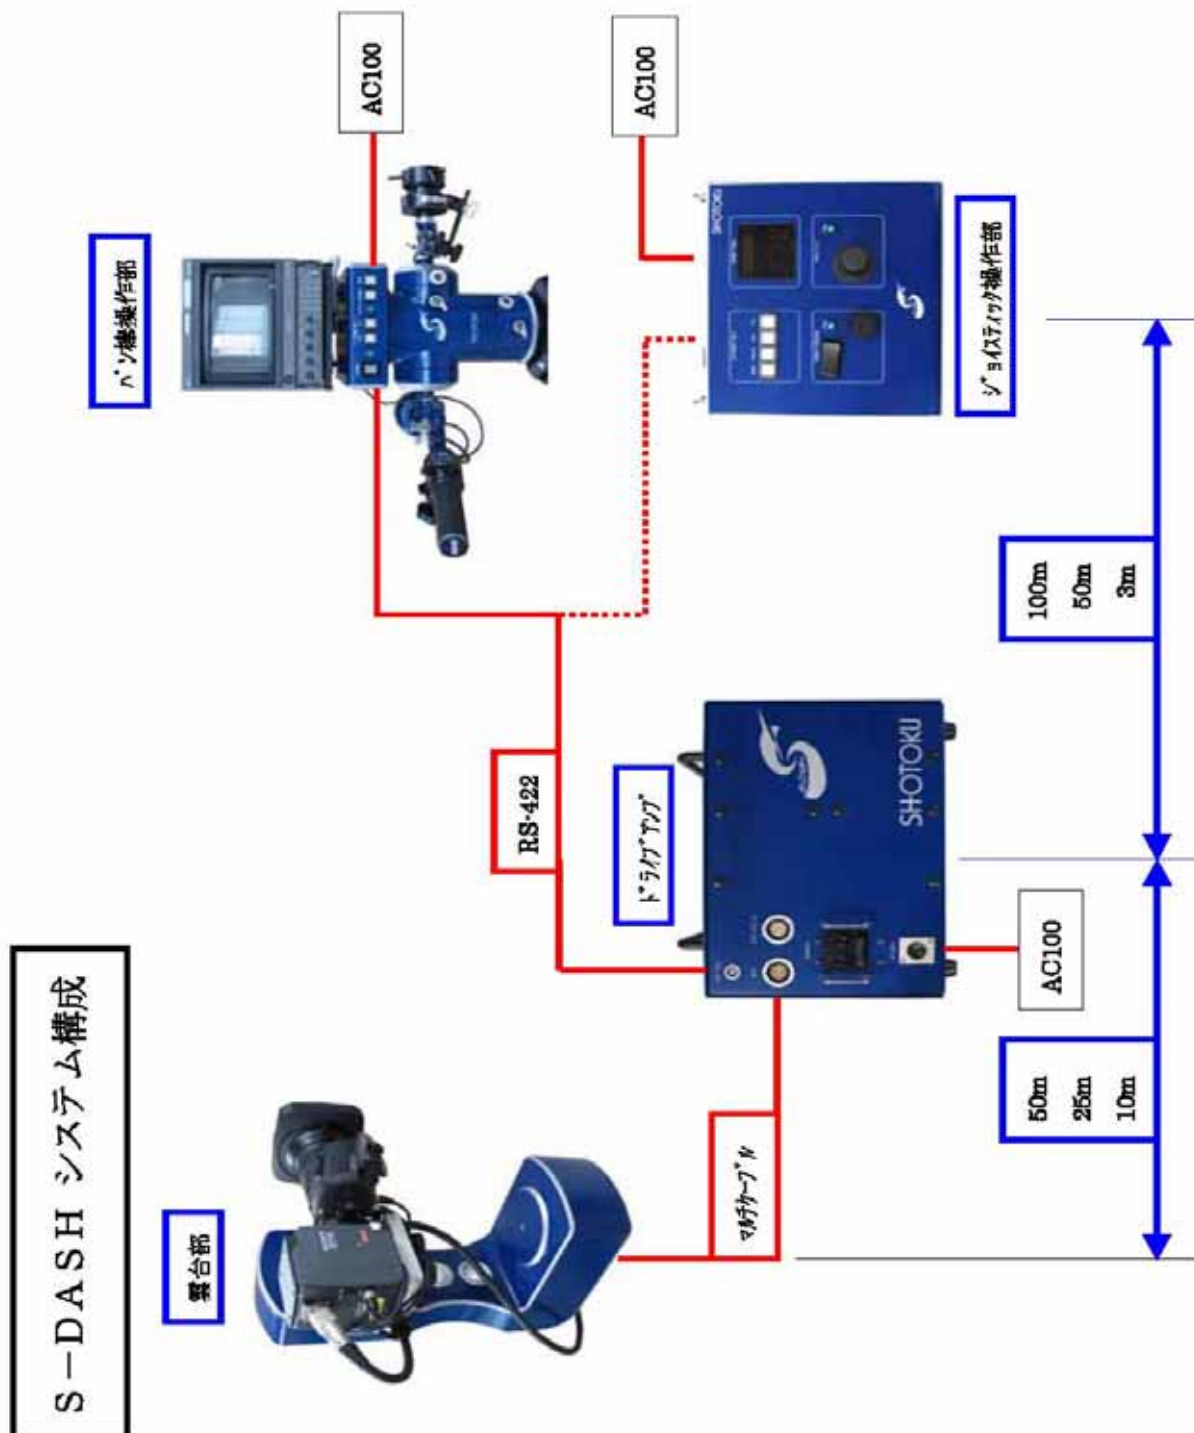 S－DASH システム構成
雲台部
パン棒操作部
AC100
RS-422
AC100
ドライブアンプ
マルチケーブル
SHOTOKU
SHOTOKU
AC100
ジョイスティック操作部
50m
25m
10m
100m
50m
3m